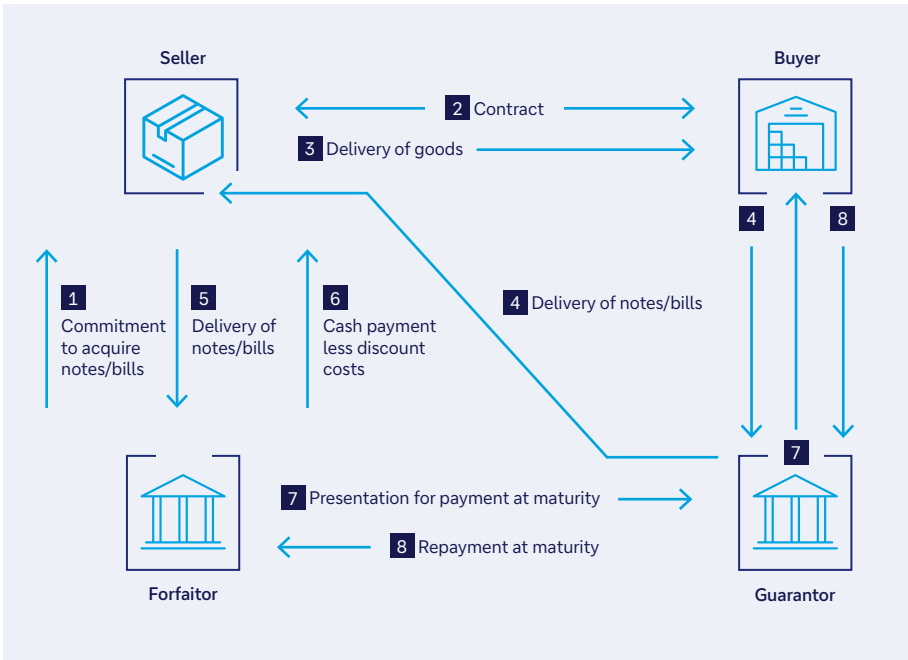 Seller
Buyer
2 Contract
3 Delivery of goods
4
8
1
Commitment
to acquire
notes/bills
5
Delivery of
notes/bills
6
Cash payment
less discount
costs
4 Delivery of notes/bills
7
7 Presentation for payment at maturity
8 Repayment at maturity
Forfaitor
Guarantor